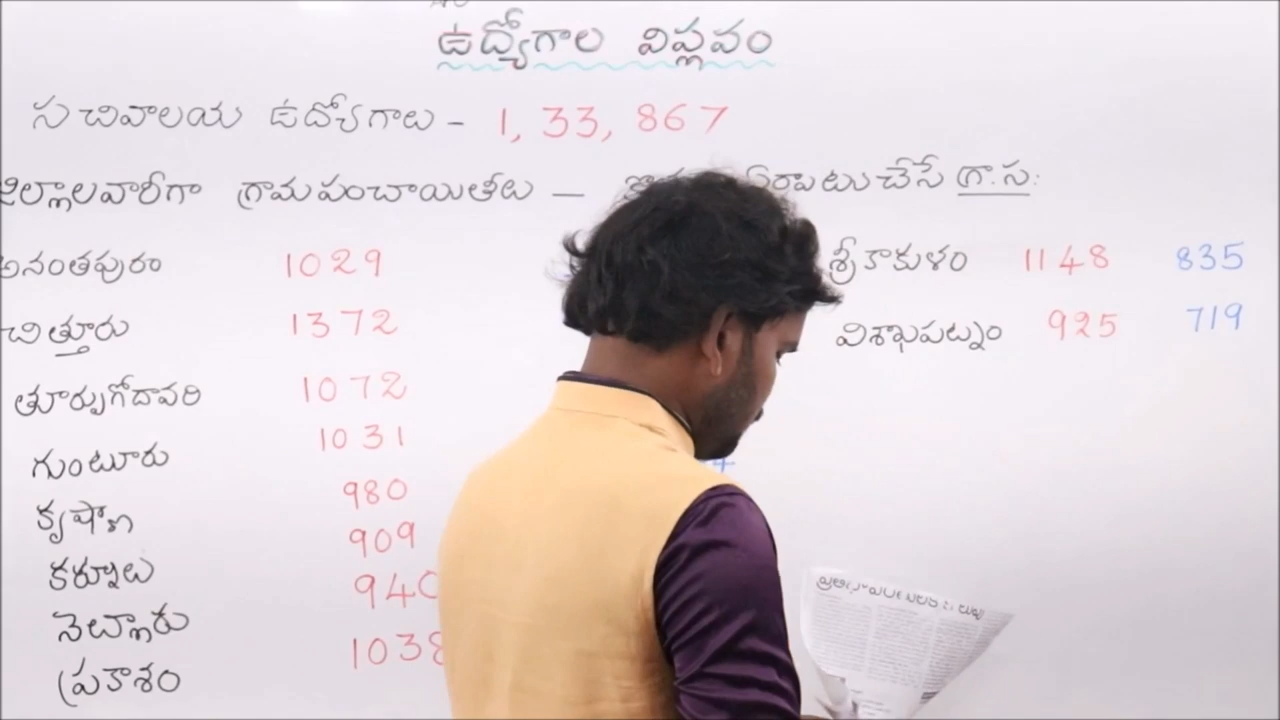 ఉద్యోగాల విప్లవం
సచివాలయ ఉద్యోగాలు - 1, 33, 867
జిల్లాలవారీగా గ్రామపంచాయితీలు — ఏర్పాటుచేసే గ్రా.స:
అనంతపురం 1029
చిత్తూరు 1372
తూర్పుగోదావరి 1072
గుంటూరు 1031
కృష్ణా 980
కర్నూలు 909
నెల్లూరు 940
ప్రకాశం 1038
శ్రీకాకుళం 1148 835
విశాఖపట్నం 925 719